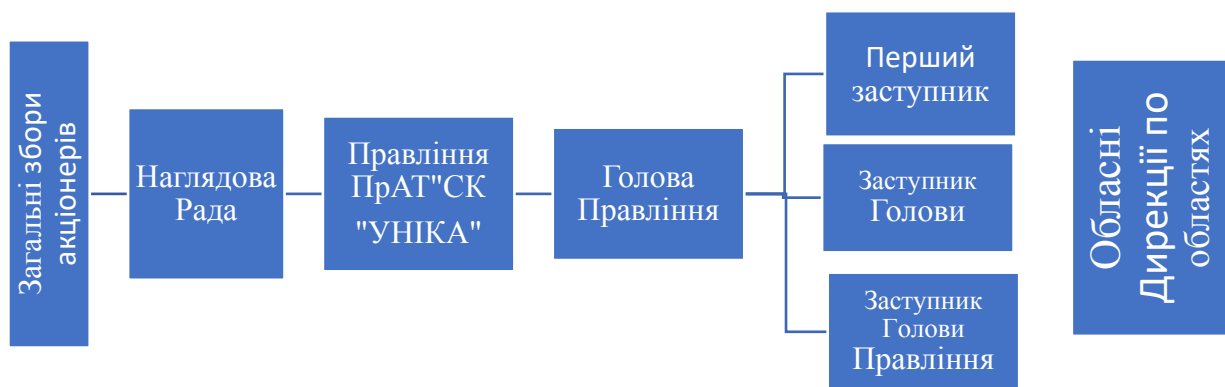 Загальні збори
акціонерів
Наглядова
Рада
Правління
ПрАТ"СК
"УНІКА"
Голова
Правління
Перший
заступник
Заступник
Голови
Заступник
Голови
Правління
Обласні
Дирекції по
областях